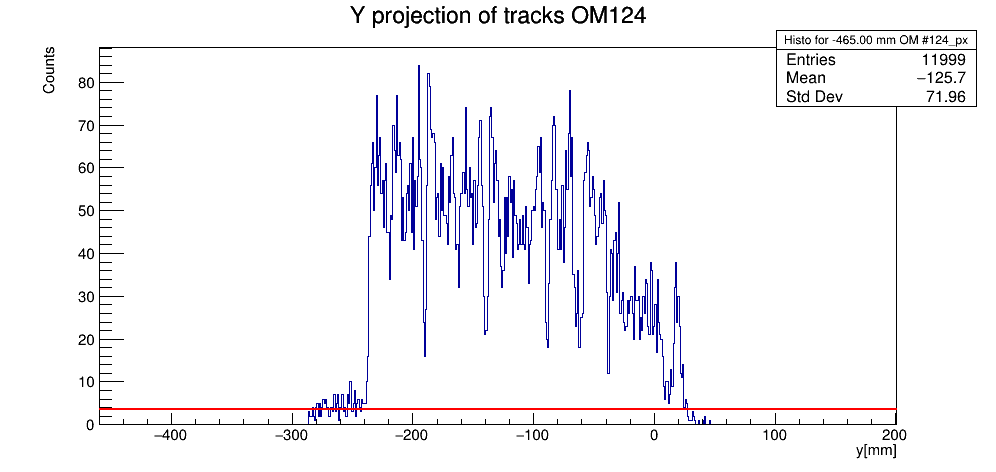 Y projection of tracks OM124
Histo for -465.00 mm OM #124_px
Entries 11999
Mean −125.7
Std Dev 71.96
Counts
80
70
60
50
40
30
20
10
0
−400 −300 −200 −100 0 100 200
y[mm]